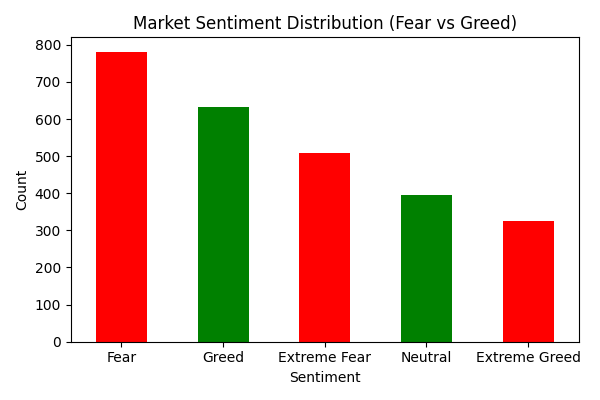 Market Sentiment Distribution (Fear vs Greed)
800
700
600
500
400
300
200
100
0
Count
Fear Greed Extreme Fear Neutral Extreme Greed
Sentiment